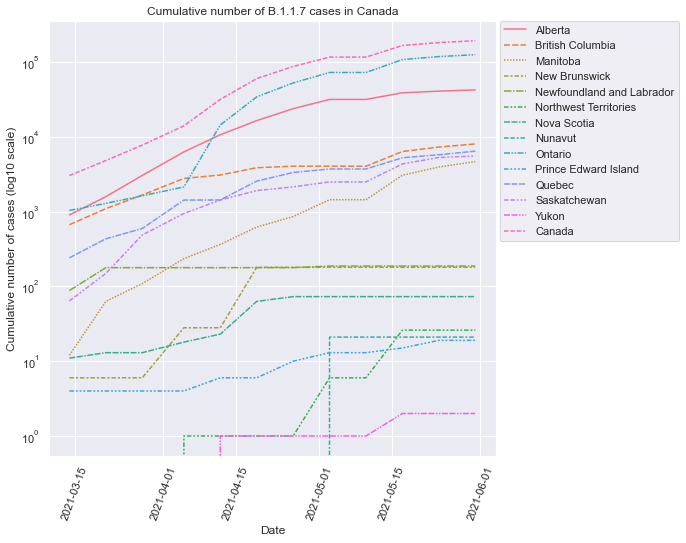 Cumulative number of B.1.1.7 cases in Canada
Cumulative number of cases (log10 scale)
10^5
10^4
10^3
10^2
10^1
10^0
2021-03-15
2021-04-01
2021-04-15
2021-05-01
2021-05-15
2021-06-01
Date
Alberta
British Columbia
Manitoba
New Brunswick
Newfoundland and Labrador
Northwest Territories
Nova Scotia
Nunavut
Ontario
Prince Edward Island
Quebec
Saskatchewan
Yukon
Canada